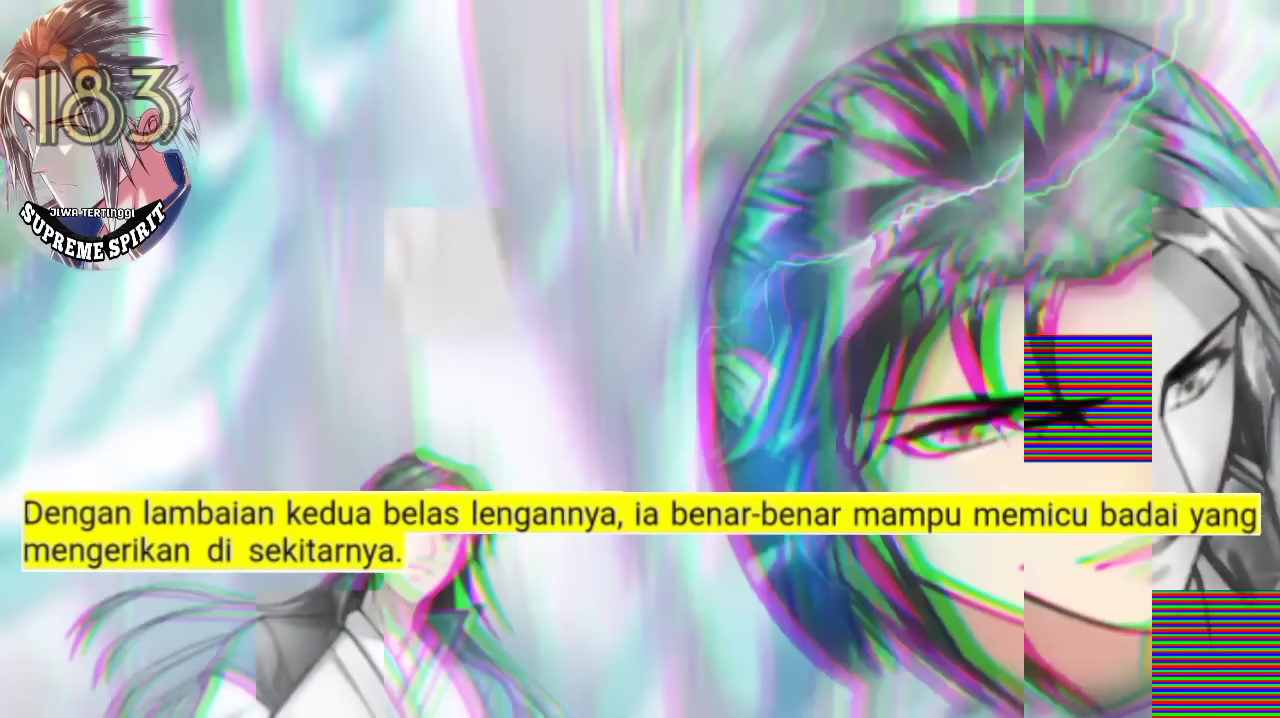 183
JIWA TERTINGGI
SUPREME SPIRIT
Dengan lambaian kedua belas lengannya, ia benar-benar mampu memicu badai yang
mengerikan di sekitarnya.